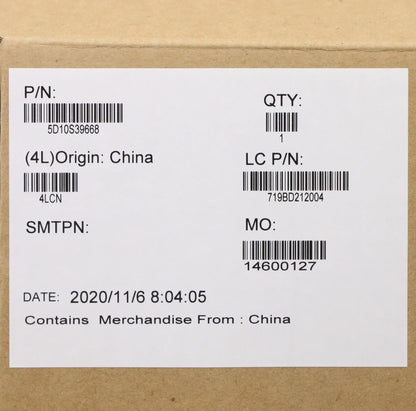 P/N:
5D10S39668
QTY:
1
(4L)Origin: China
4LCN
LC P/N:
719BD212004
SMTPN:
MO:
14600127
DATE: 2020/11/6 8:04:05
Contains Merchandise From : China